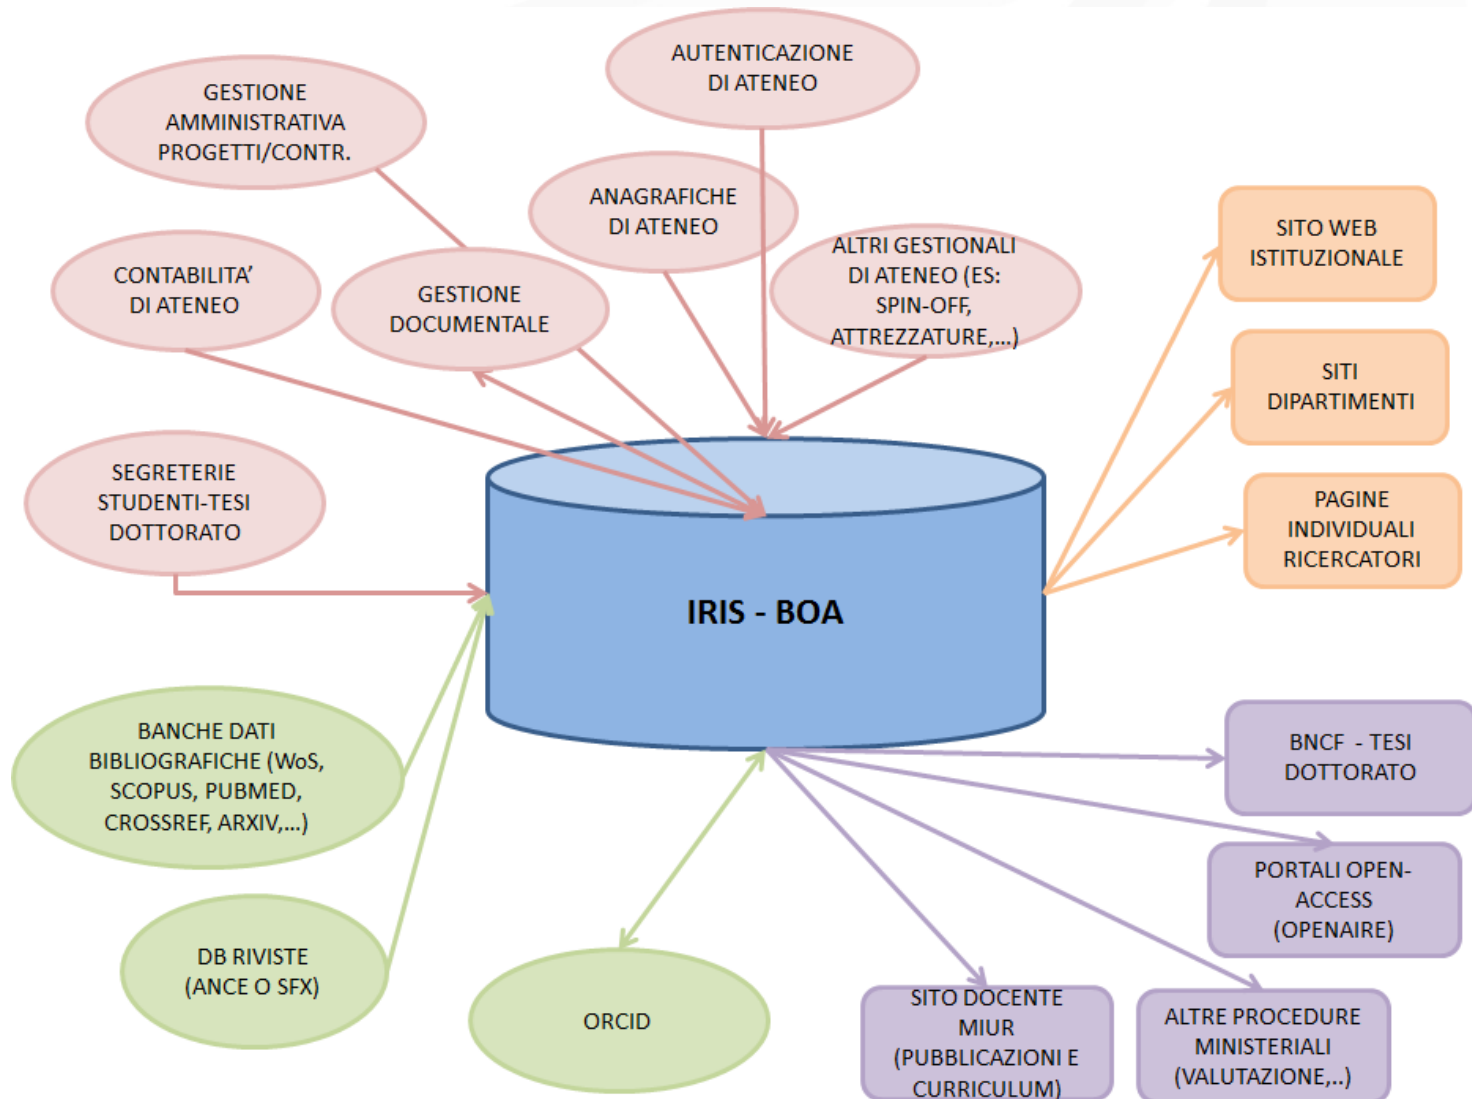 AUTENTICAZIONE
DI ATENEO
GESTIONE
AMMINISTRATIVA
PROGETTI/CONTR.
ANAGRAFICHE
DI ATENEO
ALTRI GESTIONALI
DI ATENEO (ES:
SPIN-OFF,
ATTREZZATURE,...)
CONTABILITA’
DI ATENEO
GESTIONE
DOCUMENTALE
SITO WEB
ISTITUZIONALE
SITI
DIPARTIMENTI
PAGINE
INDIVIDUALI
RICERCATORI
SEGRETERIE
STUDENTI-TESI
DOTTORATO
IRIS - BOA
BANCHE DATI
BIBLIOGRAFICHE (WoS,
SCOPUS, PUBMED,
CROSSREF, ARXIV,...)
BNCF - TESI
DOTTORATO
PORTALI OPEN-
ACCESS
(OPENAIRE)
DB RIVISTE
(ANCE O SFX)
ORCID
SITO DOCENTE
MIUR
(PUBBLICAZIONI E
CURRICULUM)
ALTRE PROCEDURE
MINISTERIALI
(VALUTAZIONE,..)